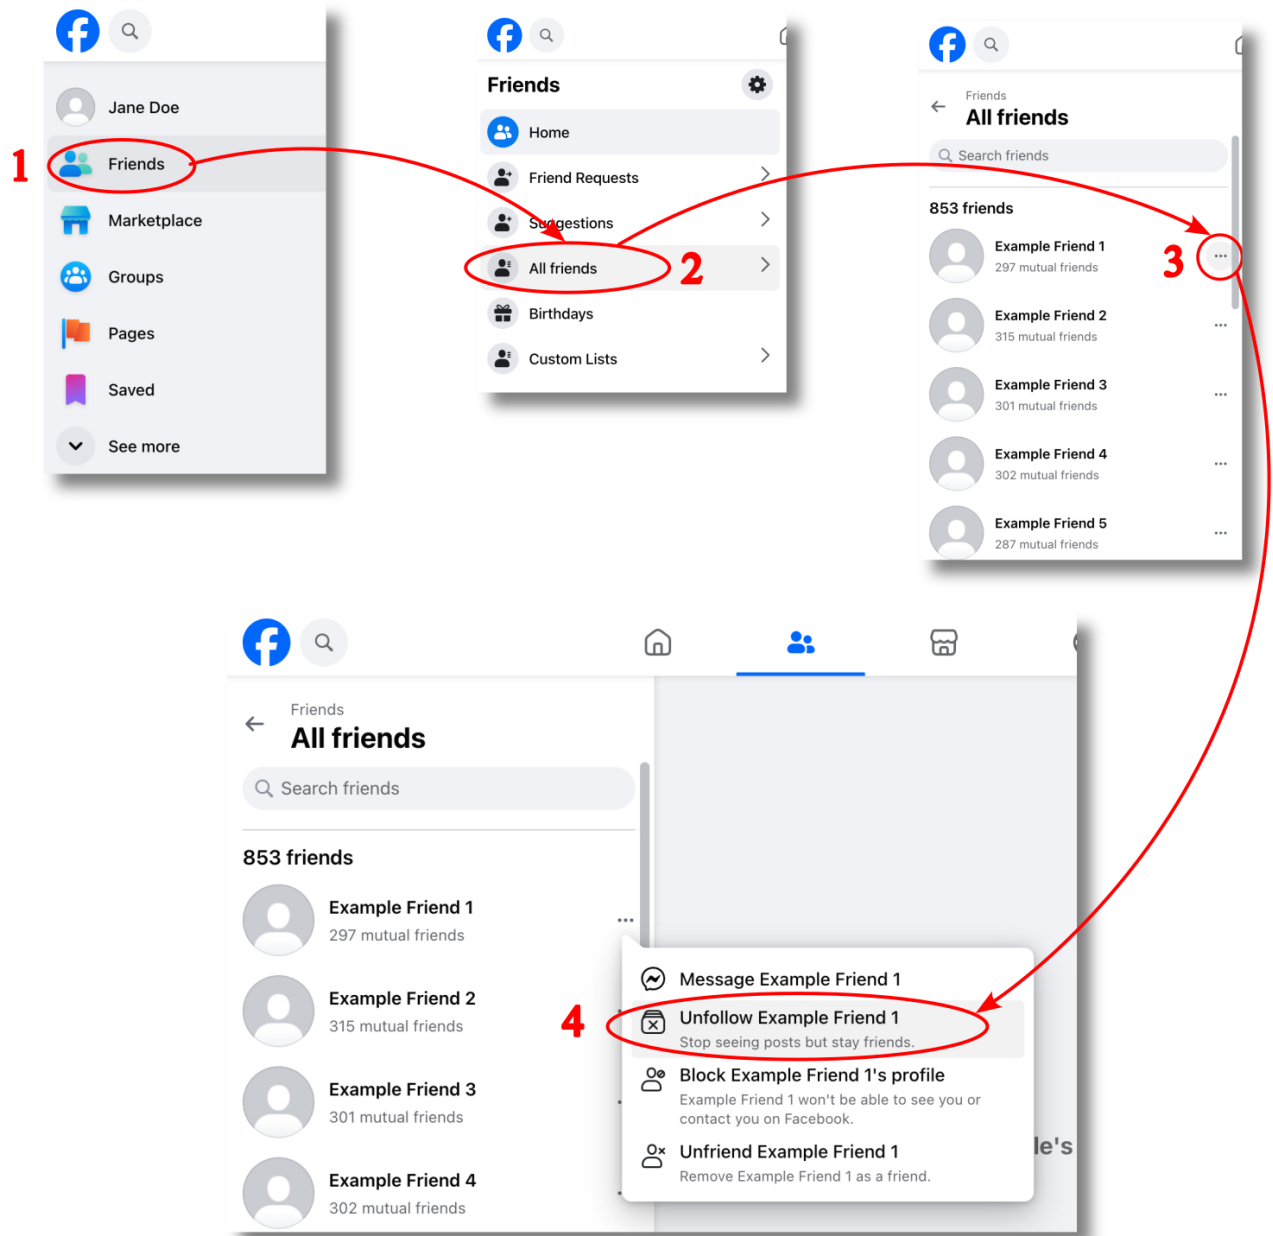 Jane Doe
1
Friends
Marketplace
Groups
Pages
Saved
See more
Friends
Home
Friend Requests
Suggestions
All friends
2
Birthdays
Custom Lists
Friends
All friends
Search friends
853 friends
Example Friend 1
297 mutual friends
3
Example Friend 2
315 mutual friends
Example Friend 3
301 mutual friends
Example Friend 4
302 mutual friends
Example Friend 5
287 mutual friends
Friends
All friends
Search friends
853 friends
Example Friend 1
297 mutual friends
Example Friend 2
315 mutual friends
Example Friend 3
301 mutual friends
Example Friend 4
302 mutual friends
4
Message Example Friend 1
Unfollow Example Friend 1
Stop seeing posts but stay friends.
Block Example Friend 1's profile
Example Friend 1 won't be able to see you or
contact you on Facebook.
Unfriend Example Friend 1
Remove Example Friend 1 as a friend.
le's